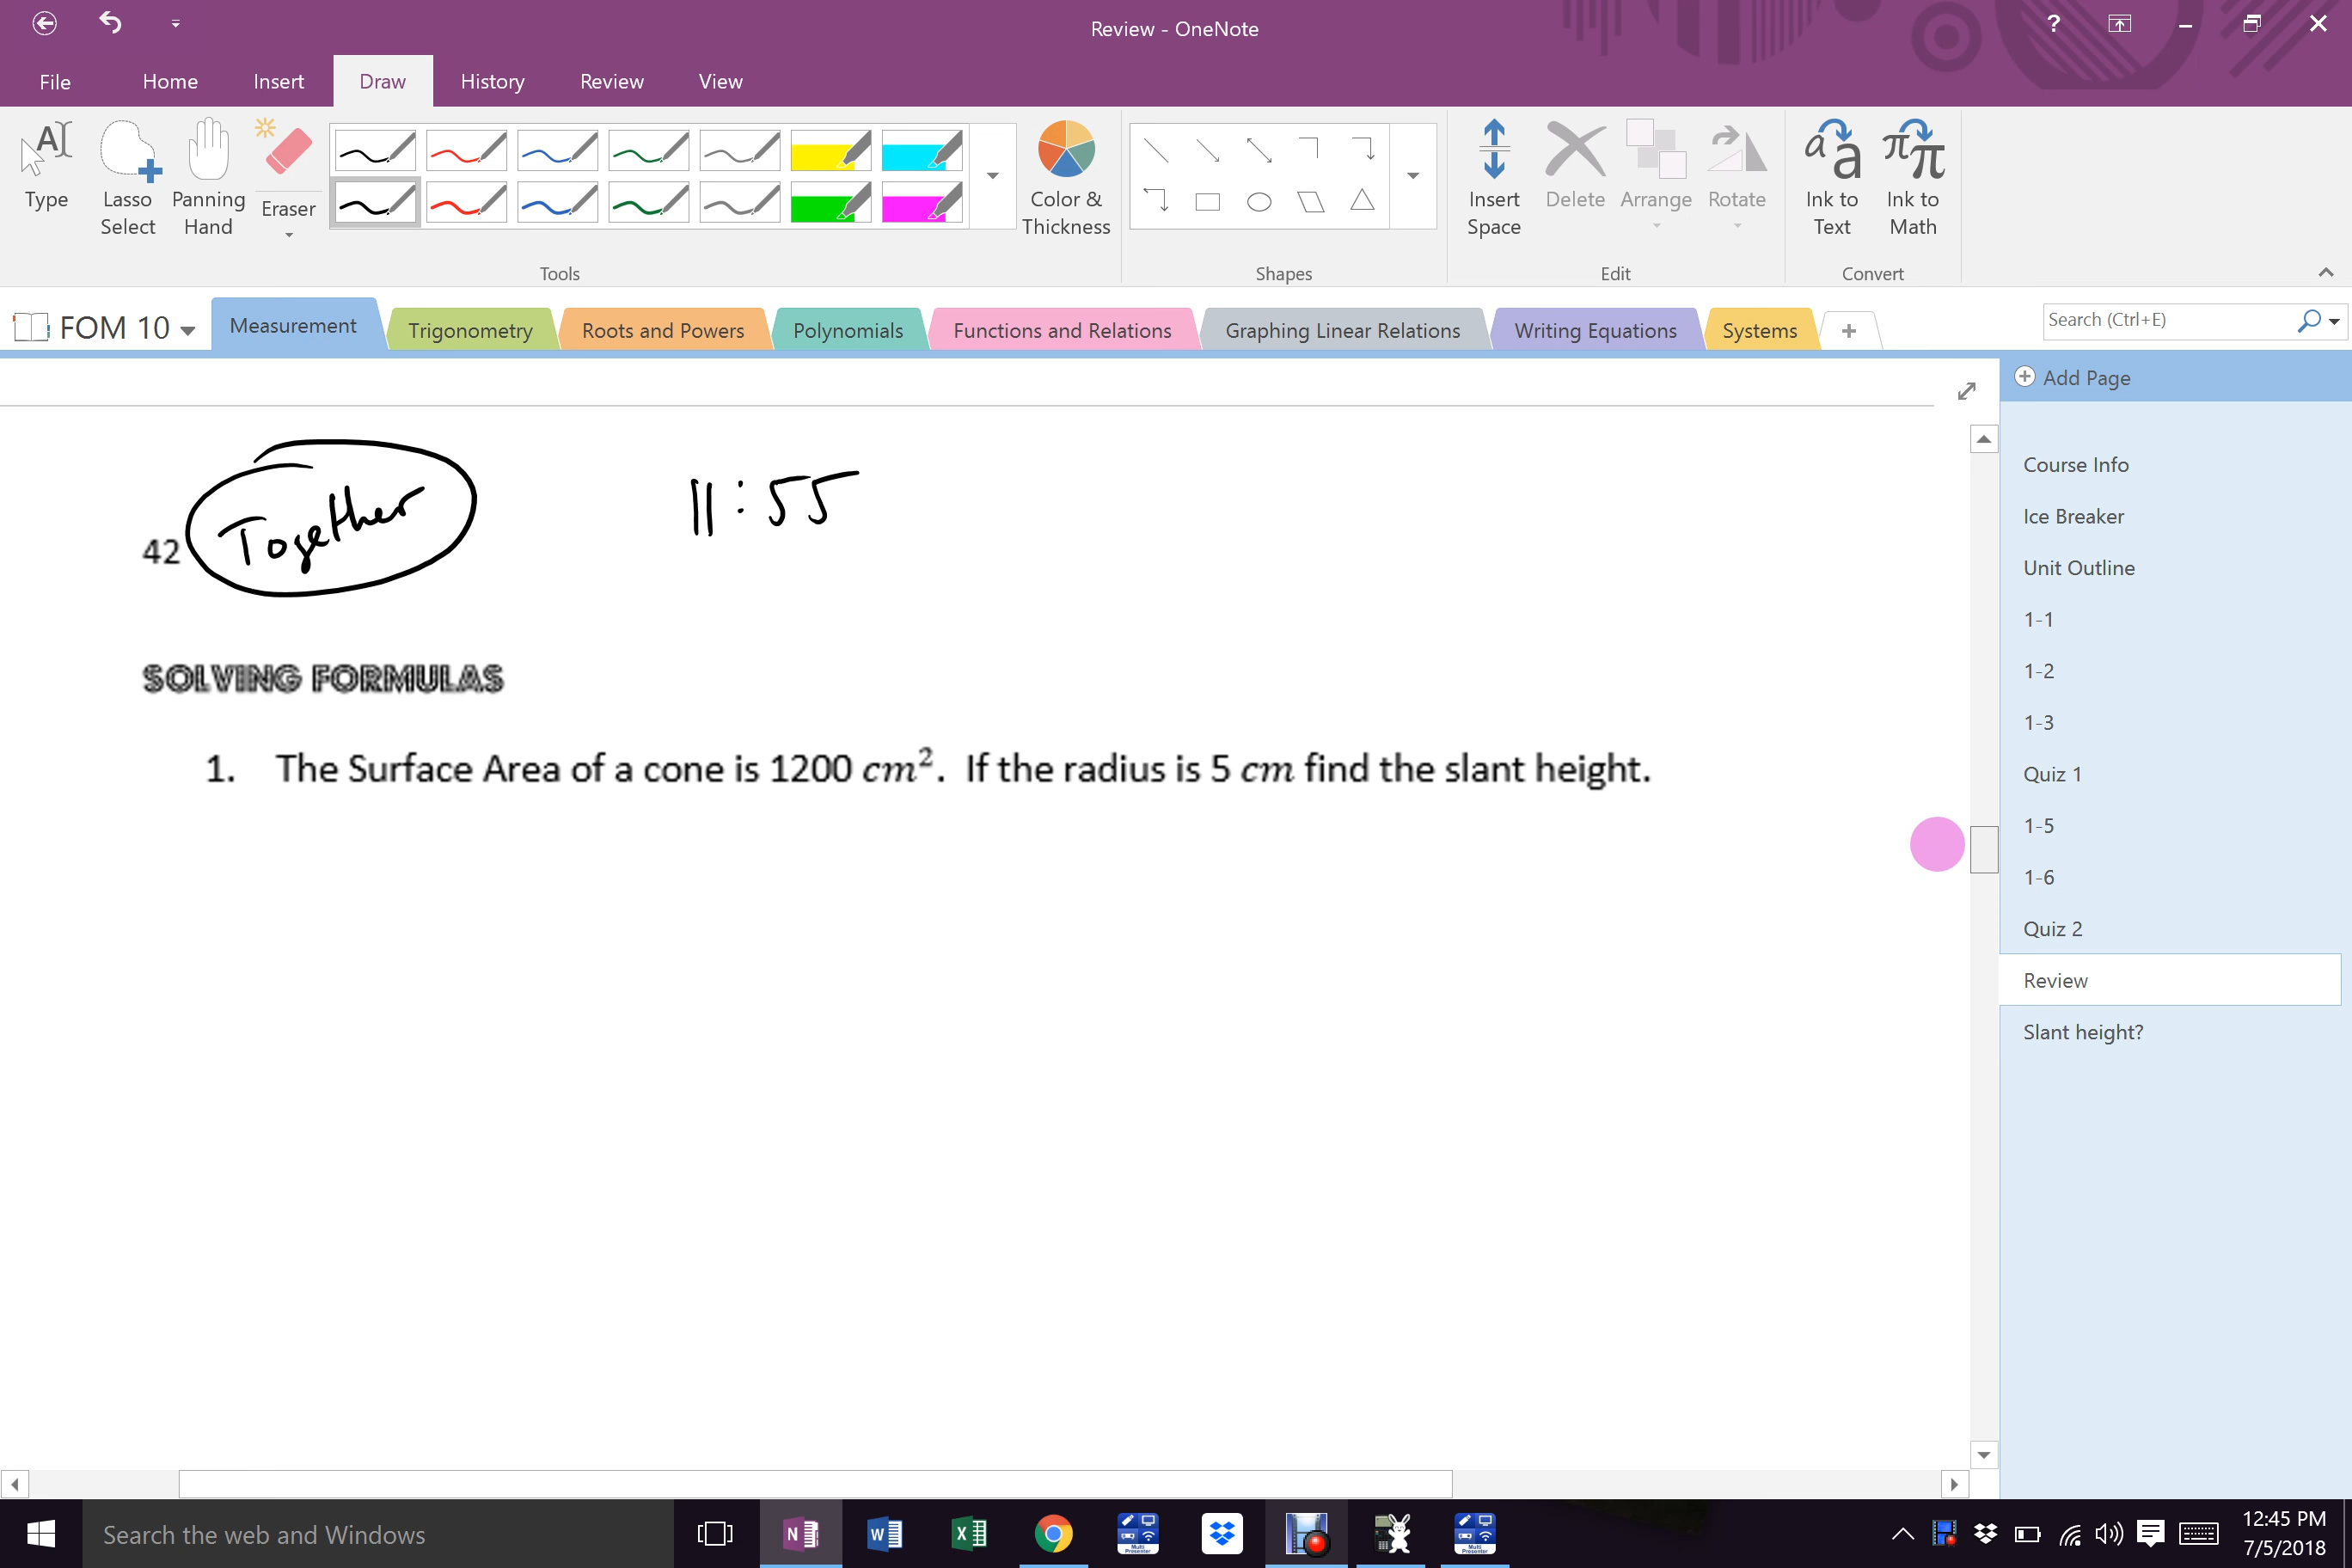 Review - OneNote
File Home Insert Draw History Review View
Type Lasso Select Panning Hand Eraser Color & Thickness Insert Space Delete Arrange Rotate Ink to Text Ink to Math
Tools Shapes Edit Convert
FOM 10 Measurement Trigonometry Roots and Powers Polynomials Functions and Relations Graphing Linear Relations Writing Equations Systems Search (Ctrl+E)
Add Page
Together 11:55
42
SOLVING FORMULAS
1. The Surface Area of a cone is 1200 cm². If the radius is 5 cm find the slant height.
Course Info
Ice Breaker
Unit Outline
1-1
1-2
1-3
Quiz 1
1-5
1-6
Quiz 2
Review
Slant height?
Search the web and Windows
12:45 PM
7/5/2018